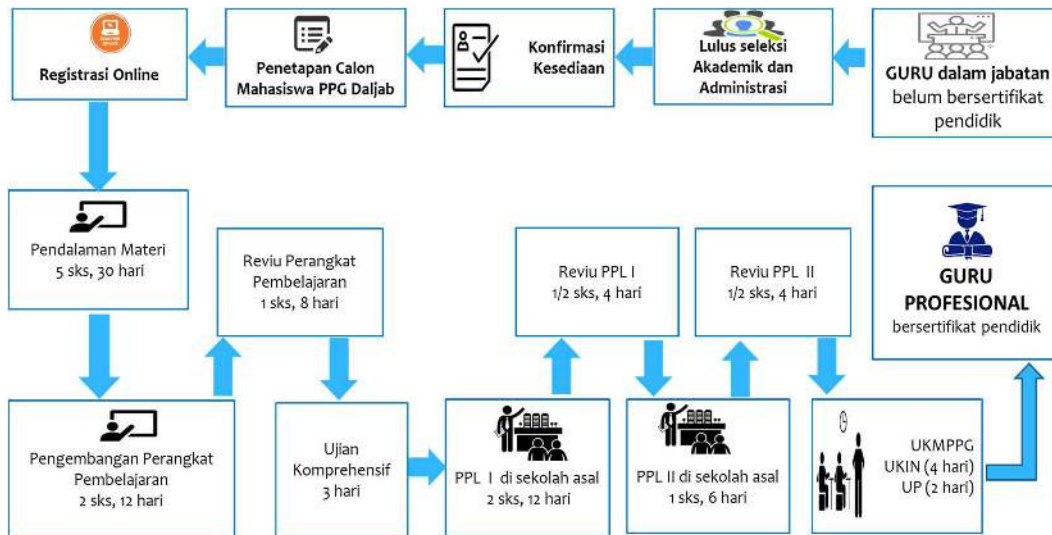 GURU dalam jabatan
belum bersertifikat
pendidik
Lulus seleksi
Akademik dan
Administrasi
Konfirmasi
Kesediaan
Penetapan Calon
Mahasiswa PPG Daljab
Registrasi Online
Pendalaman Materi
5 sks, 30 hari
Pengembangan Perangkat
Pembelajaran
2 sks, 12 hari
Reviu Perangkat
Pembelajaran
1 sks, 8 hari
Ujian
Komprehensif
3 hari
PPL I di sekolah asal
2 sks, 12 hari
Reviu PPL I
1/2 sks, 4 hari
PPL II di sekolah asal
1 sks, 6 hari
Reviu PPL II
1/2 sks, 4 hari
UKMPPG
UKIN (4 hari)
UP (2 hari)
GURU
PROFESIONAL
bersertifikat pendidik